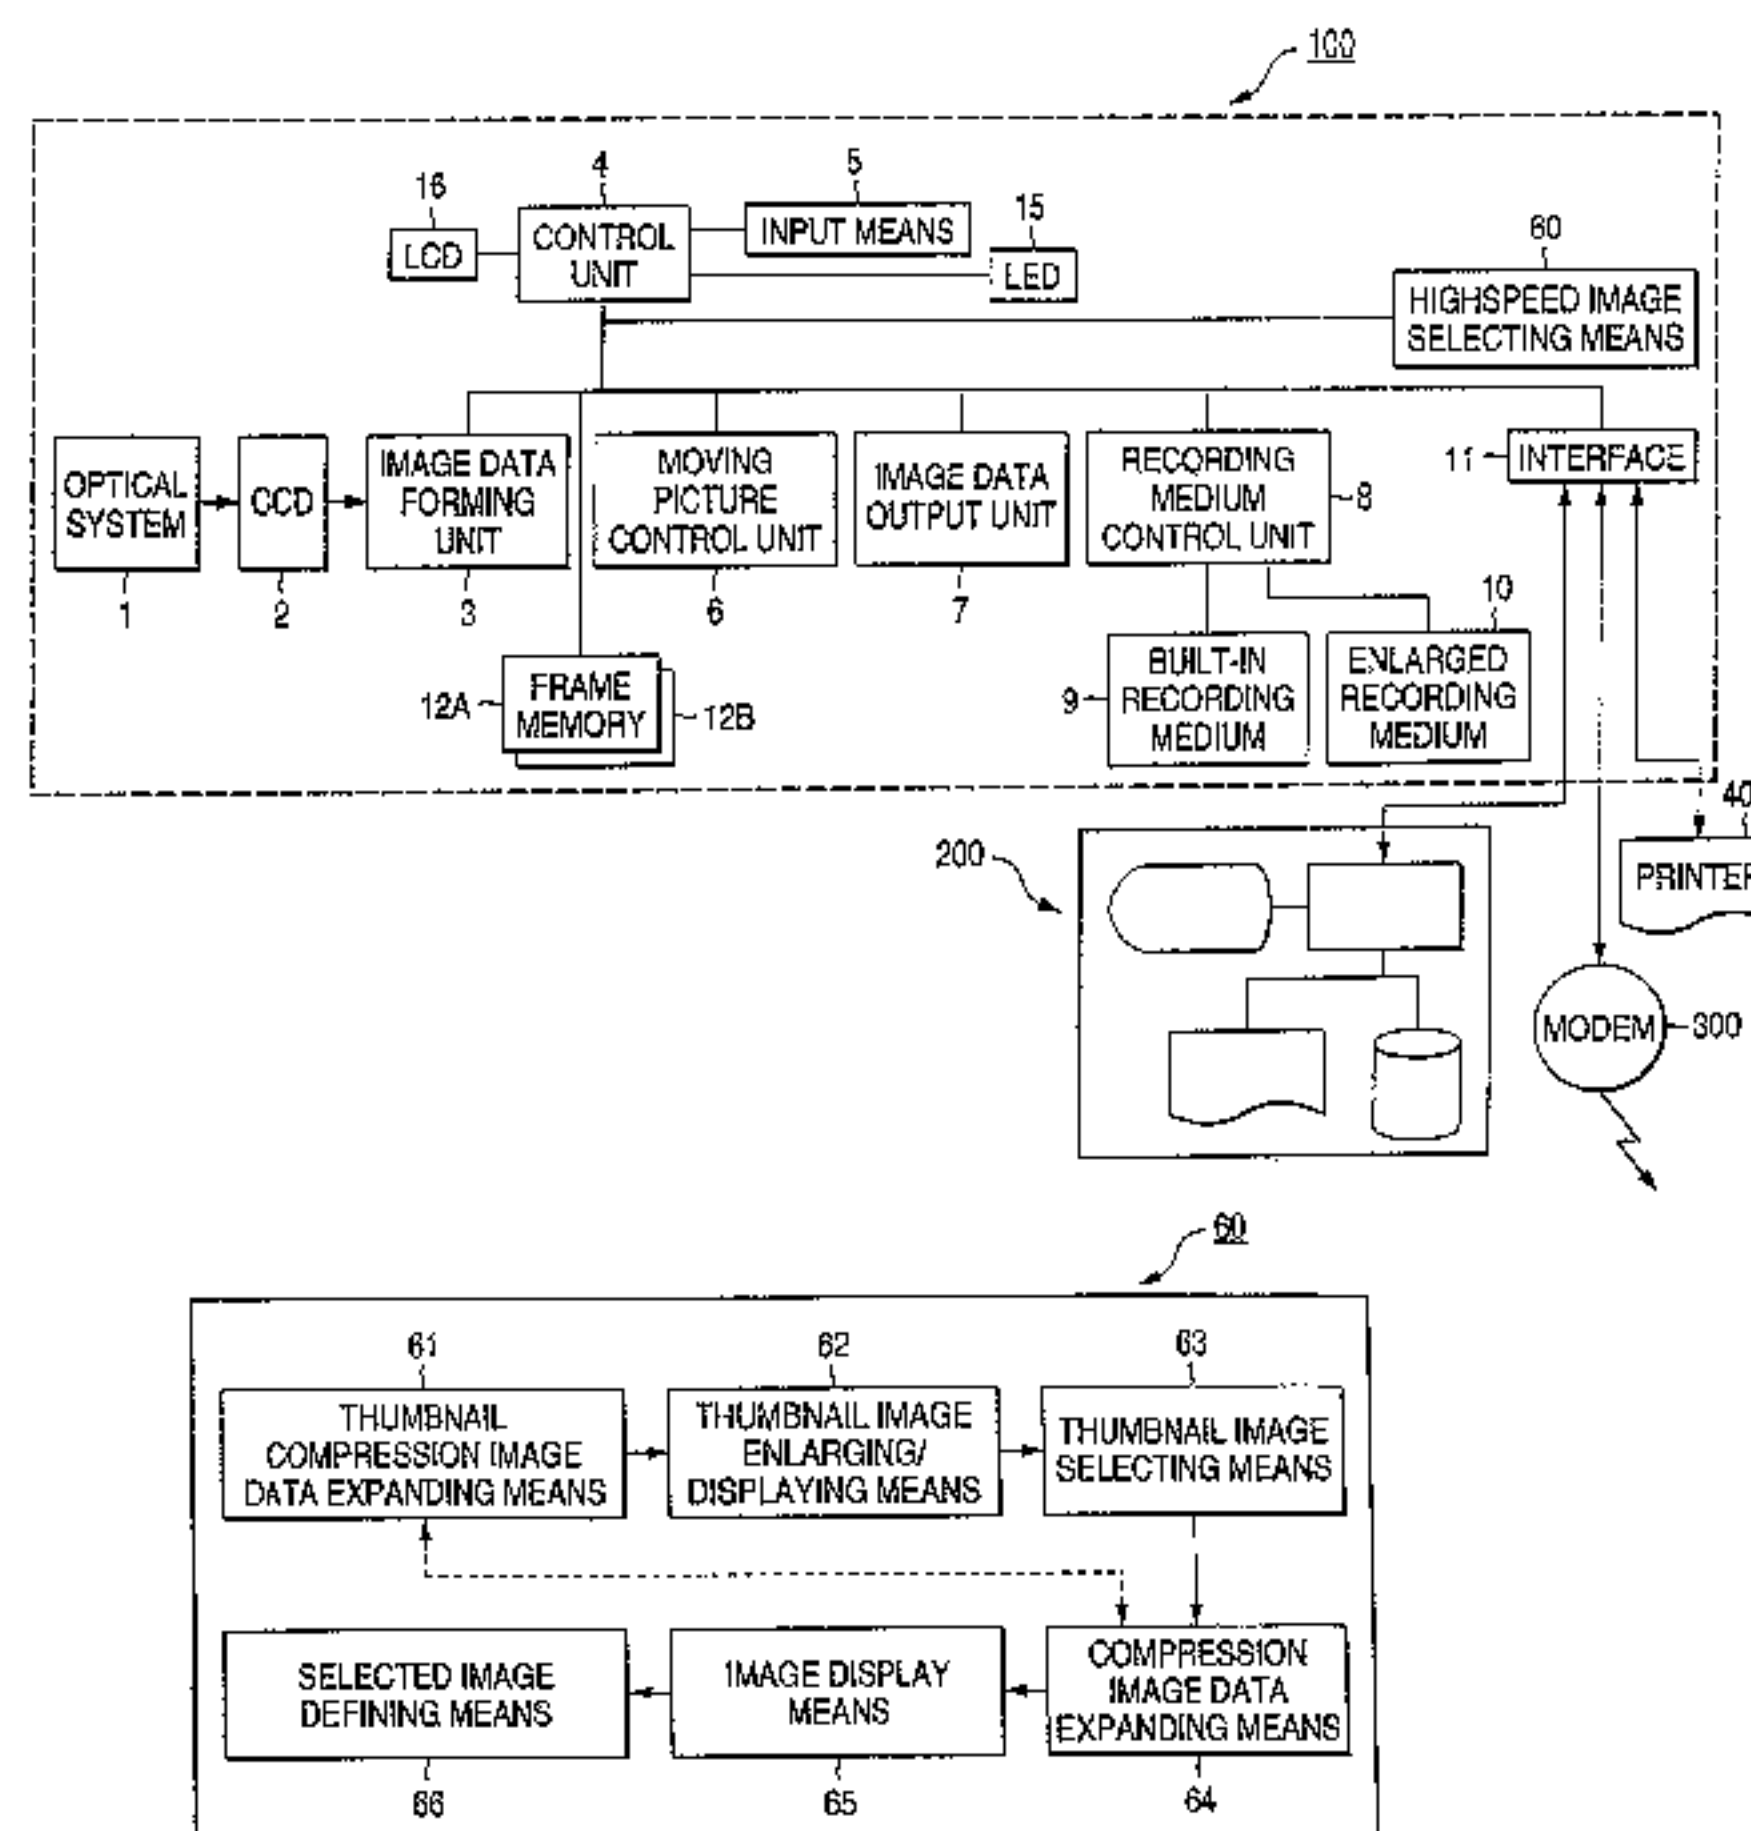 100
16
4
5
15
60
LCD
CONTROL
UNIT
INPUT MEANS
LED
HIGHSPEED IMAGE
SELECTING MEANS
OPTICAL
SYSTEM
CCD
IMAGE DATA
FORMING
UNIT
MOVING
PICTURE
CONTROL UNIT
IMAGE DATA
OUTPUT UNIT
RECORDING
MEDIUM
CONTROL UNIT
8
11
INTERFACE
1
2
3
6
7
10
12A
FRAME
MEMORY
12B
9
BUILT-IN
RECORDING
MEDIUM
ENLARGED
RECORDING
MEDIUM
200
40
PRINTER
MODEM
300
60
61
62
63
THUMBNAIL
COMPRESSION IMAGE
DATA EXPANDING MEANS
THUMBNAIL IMAGE
ENLARGING/
DISPLAYING MEANS
THUMBNAIL IMAGE
SELECTING MEANS
SELECTED IMAGE
DEFINING MEANS
IMAGE DISPLAY
MEANS
COMPRESSION
IMAGE DATA
EXPANDING MEANS
66
65
64